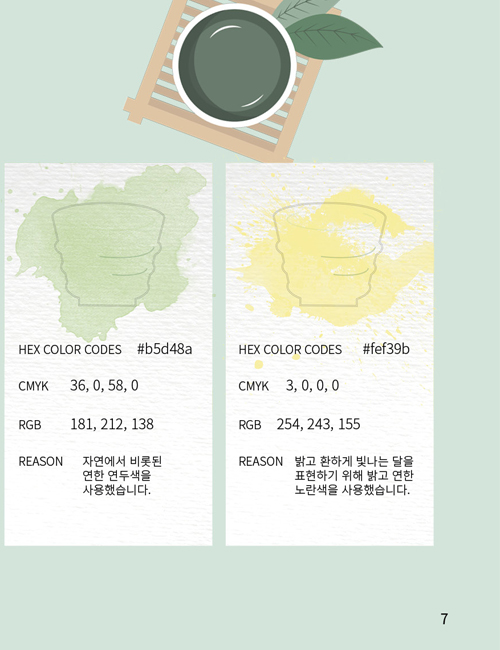 HEX COLOR CODES #b5d48a
CMYK 36, 0, 58, 0
RGB 181, 212, 138
REASON 자연에서 비롯된
연한 연두색을
사용했습니다.
HEX COLOR CODES #fef39b
CMYK 3, 0, 0, 0
RGB 254, 243, 155
REASON 밝고 환하게 빛나는 달을
표현하기 위해 밝고 연한
노란색을 사용했습니다.
7